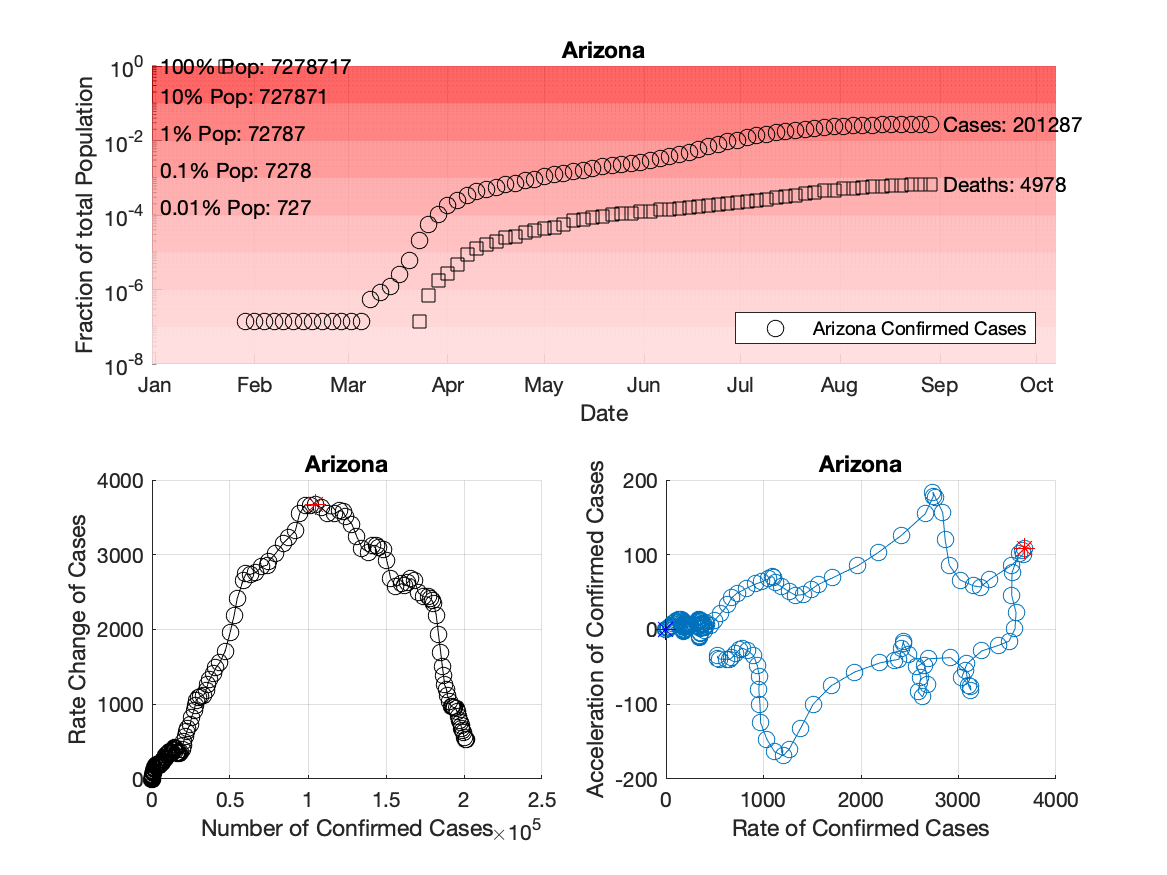 Arizona
10^0
10^-2
10^-4
10^-6
10^-8
Fraction of total Population
100% Pop: 7278717
10% Pop: 727871
1% Pop: 72787
0.1% Pop: 7278
0.01% Pop: 727
Cases: 201287
Deaths: 4978
Arizona Confirmed Cases
Jan Feb Mar Apr May Jun Jul Aug Sep Oct
Date
Arizona
4000
3000
2000
1000
0
Rate Change of Cases
0 0.5 1 1.5 2 2.5
Number of Confirmed Cases ×10^5
Arizona
200
100
0
-100
-200
Acceleration of Confirmed Cases
0 1000 2000 3000 4000
Rate of Confirmed Cases